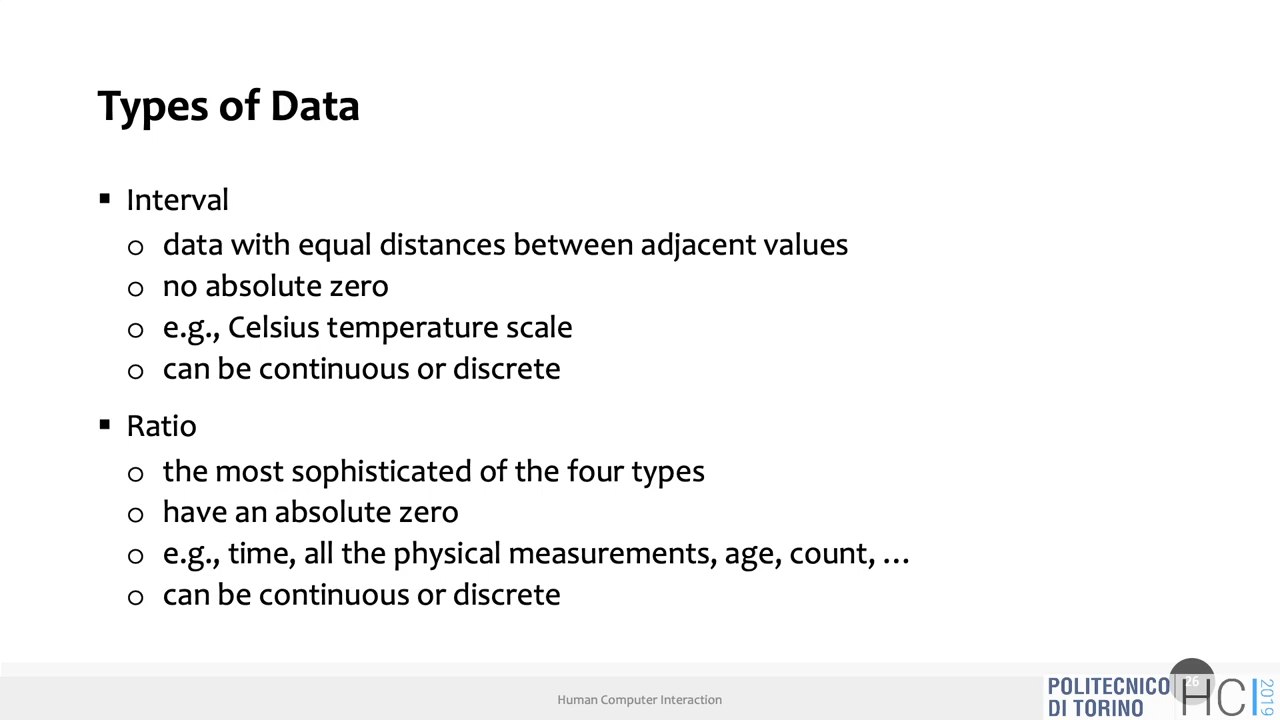 Types of Data
▪ Interval
o data with equal distances between adjacent values
o no absolute zero
o e.g., Celsius temperature scale
o can be continuous or discrete
▪ Ratio
o the most sophisticated of the four types
o have an absolute zero
o e.g., time, all the physical measurements, age, count, …
o can be continuous or discrete
Human Computer Interaction
POLITECNICO
DI TORINO
26
HCI
2019